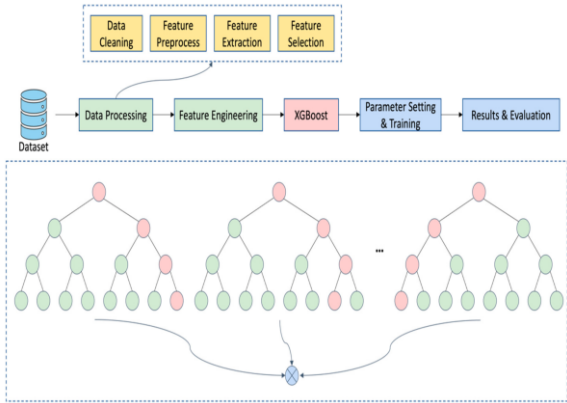 Data
Cleaning
Feature
Preprocess
Feature
Extraction
Feature
Selection
Dataset
Data Processing
Feature Engineering
XGBoost
Parameter Setting
& Training
Results & Evaluation
...